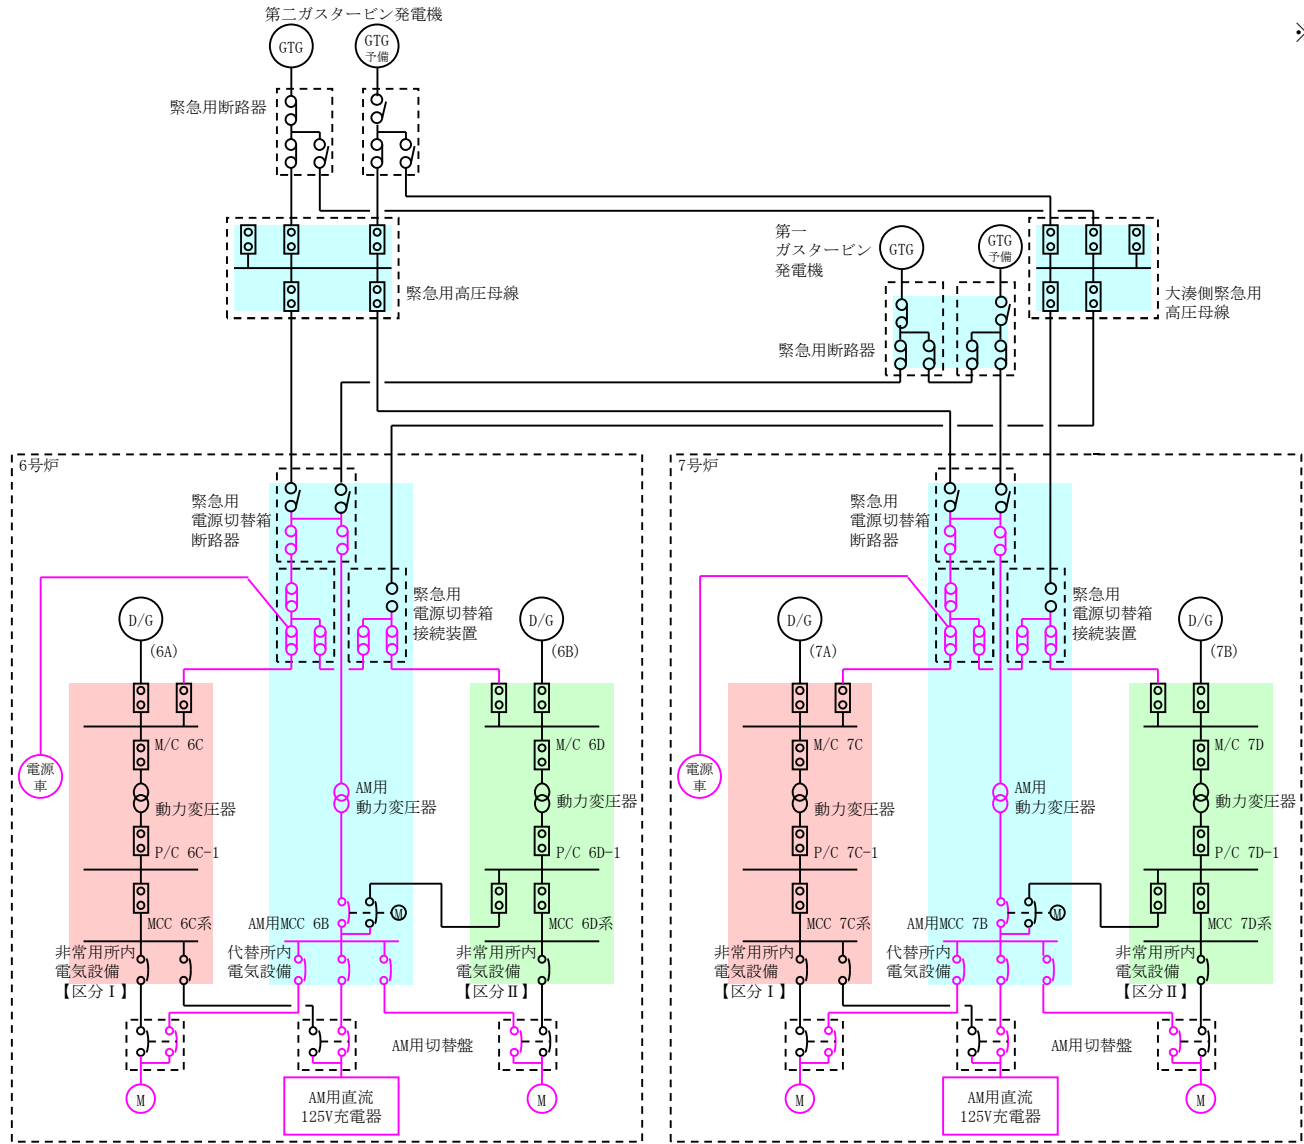 第二ガスタービン発電機
※
GTG
GTG
予備
緊急用断路器
第一
ガスタービン
発電機
GTG
GTG
予備
緊急用高圧母線
大湊側緊急用
高圧母線
緊急用断路器
6号炉
緊急用
電源切替箱
断路器
緊急用
電源切替箱
接続装置
D/G
(6A)
D/G
(6B)
M/C 6C
M/C 6D
電源
車
AM用
動力変圧器
動力変圧器
動力変圧器
P/C 6C-1
P/C 6D-1
MCC 6C系
AM用MCC 6B
M
MCC 6D系
非常用所内
電気設備
【区分Ⅰ】
代替所内
電気設備
非常用所内
電気設備
【区分Ⅱ】
AM用切替盤
M
AM用直流
125V充電器
M
7号炉
緊急用
電源切替箱
断路器
緊急用
電源切替箱
接続装置
D/G
(7A)
D/G
(7B)
M/C 7C
M/C 7D
電源
車
AM用
動力変圧器
動力変圧器
動力変圧器
P/C 7C-1
P/C 7D-1
MCC 7C系
AM用MCC 7B
M
MCC 7D系
非常用所内
電気設備
【区分Ⅰ】
代替所内
電気設備
非常用所内
電気設備
【区分Ⅱ】
AM用切替盤
M
AM用直流
125V充電器
M